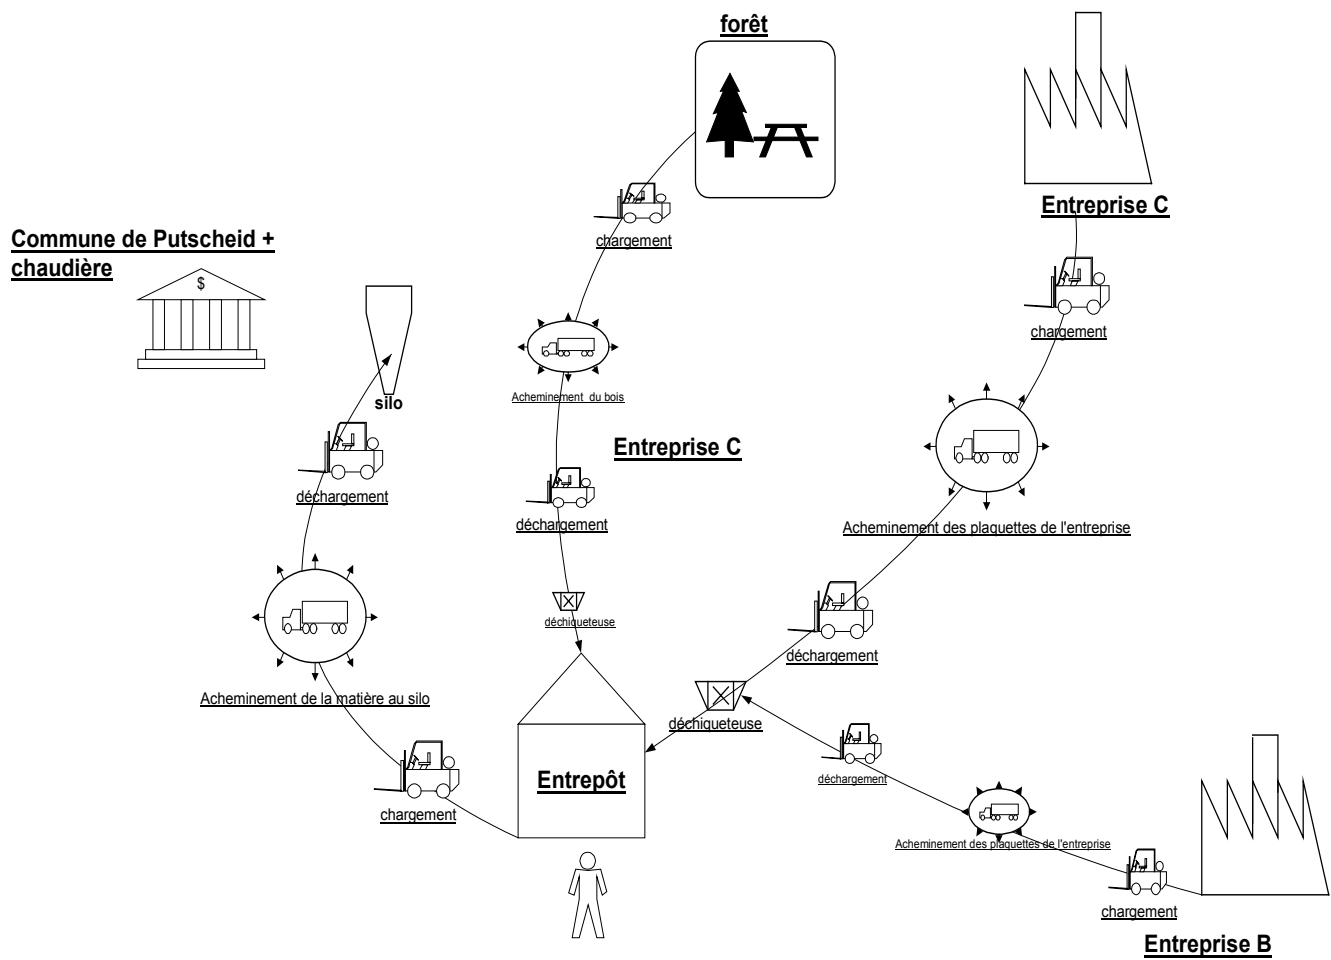 forêt
Entreprise C
Commune de Putscheid +
chaudière
$
chargement
chargement
silo
Acheminement du bois
Entreprise C
déchargement
déchargement
Acheminement des plaquettes de l'entreprise
déchiqueteuse
déchargement
Acheminement de la matière au silo
déchiqueteuse
Entrepôt
déchargement
chargement
Acheminement des plaquettes de l'entreprise
chargement
Entreprise B